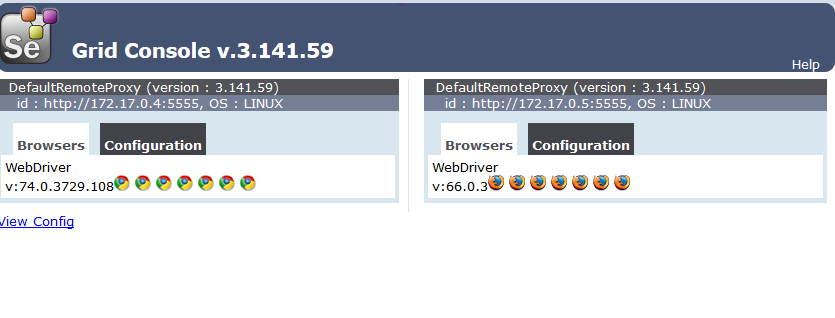 Se
Grid Console v.3.141.59
Help
DefaultRemoteProxy (version : 3.141.59)
id : http://172.17.0.4:5555, OS : LINUX
Browsers Configuration
WebDriver
v:74.0.3729.108
DefaultRemoteProxy (version : 3.141.59)
id : http://172.17.0.5:5555, OS : LINUX
Browsers Configuration
WebDriver
v:66.0.3
View Config